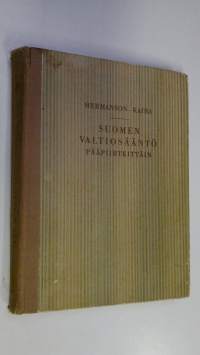 HERMANSON - KAIRA
SUOMEN
VALTIOSÄÄNTÖ
PÄÄPIIRTEITTÄIN